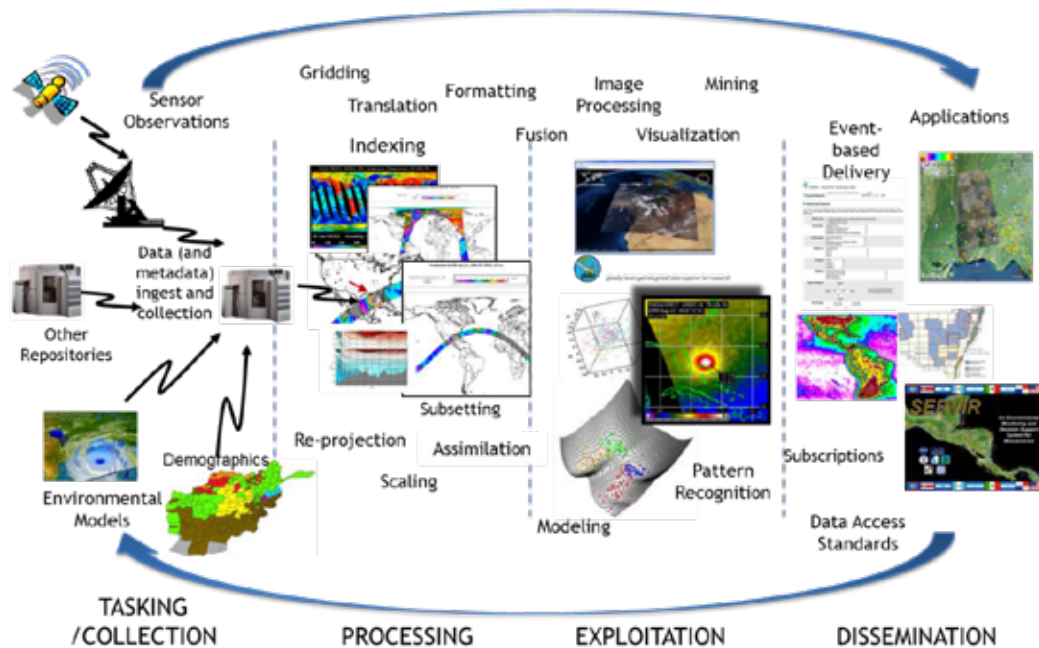 Sensor
Observations
Data (and
metadata)
ingest and
collection
Other
Repositories
Environmental
Models
Demographics
Gridding
Translation
Formatting
Indexing
Subsetting
Re-projection
Assimilation
Scaling
Image
Processing
Mining
Fusion
Visualization
Pattern
Recognition
Modeling
Event-
based
Delivery
Applications
Subscriptions
SERVIR
Data Access
Standards
TASKING
/COLLECTION
PROCESSING
EXPLOITATION
DISSEMINATION